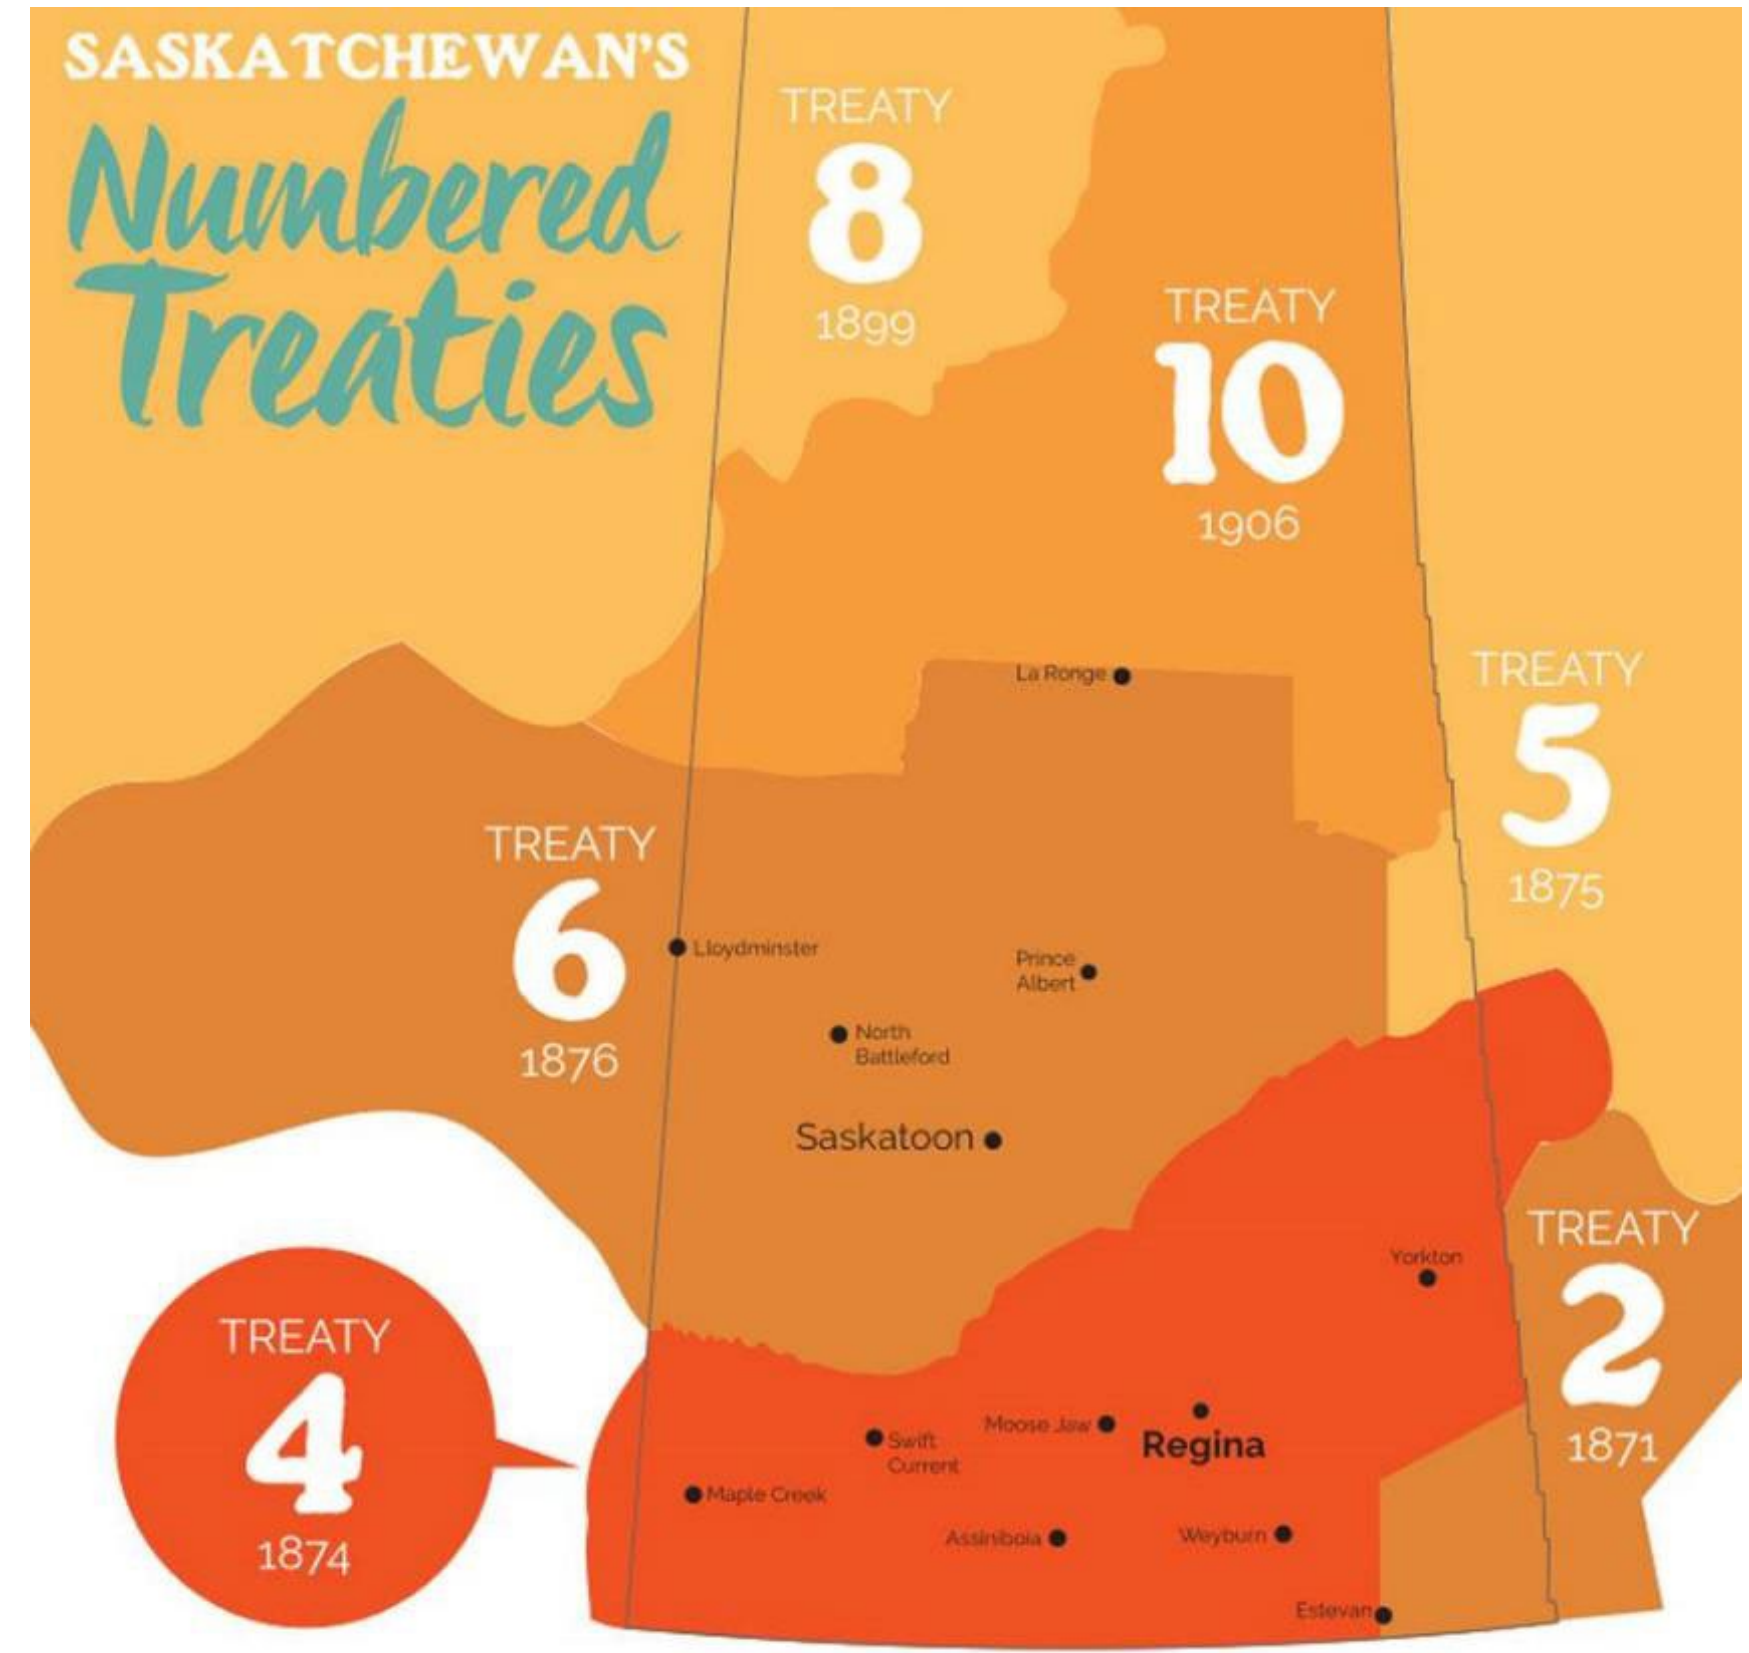 SASKATCHEWAN'S
Numbered
Treaties
TREATY
8
1899
TREATY
10
1906
La Ronge
TREATY
5
1875
TREATY
6
1876
Lloydminster
Prince
Albert
North
Battleford
Saskatoon
TREATY
2
1871
Yorkton
TREATY
4
1874
Moose Jaw
Regina
Swift
Current
Maple Creek
Assiniboia
Weyburn
Estevan